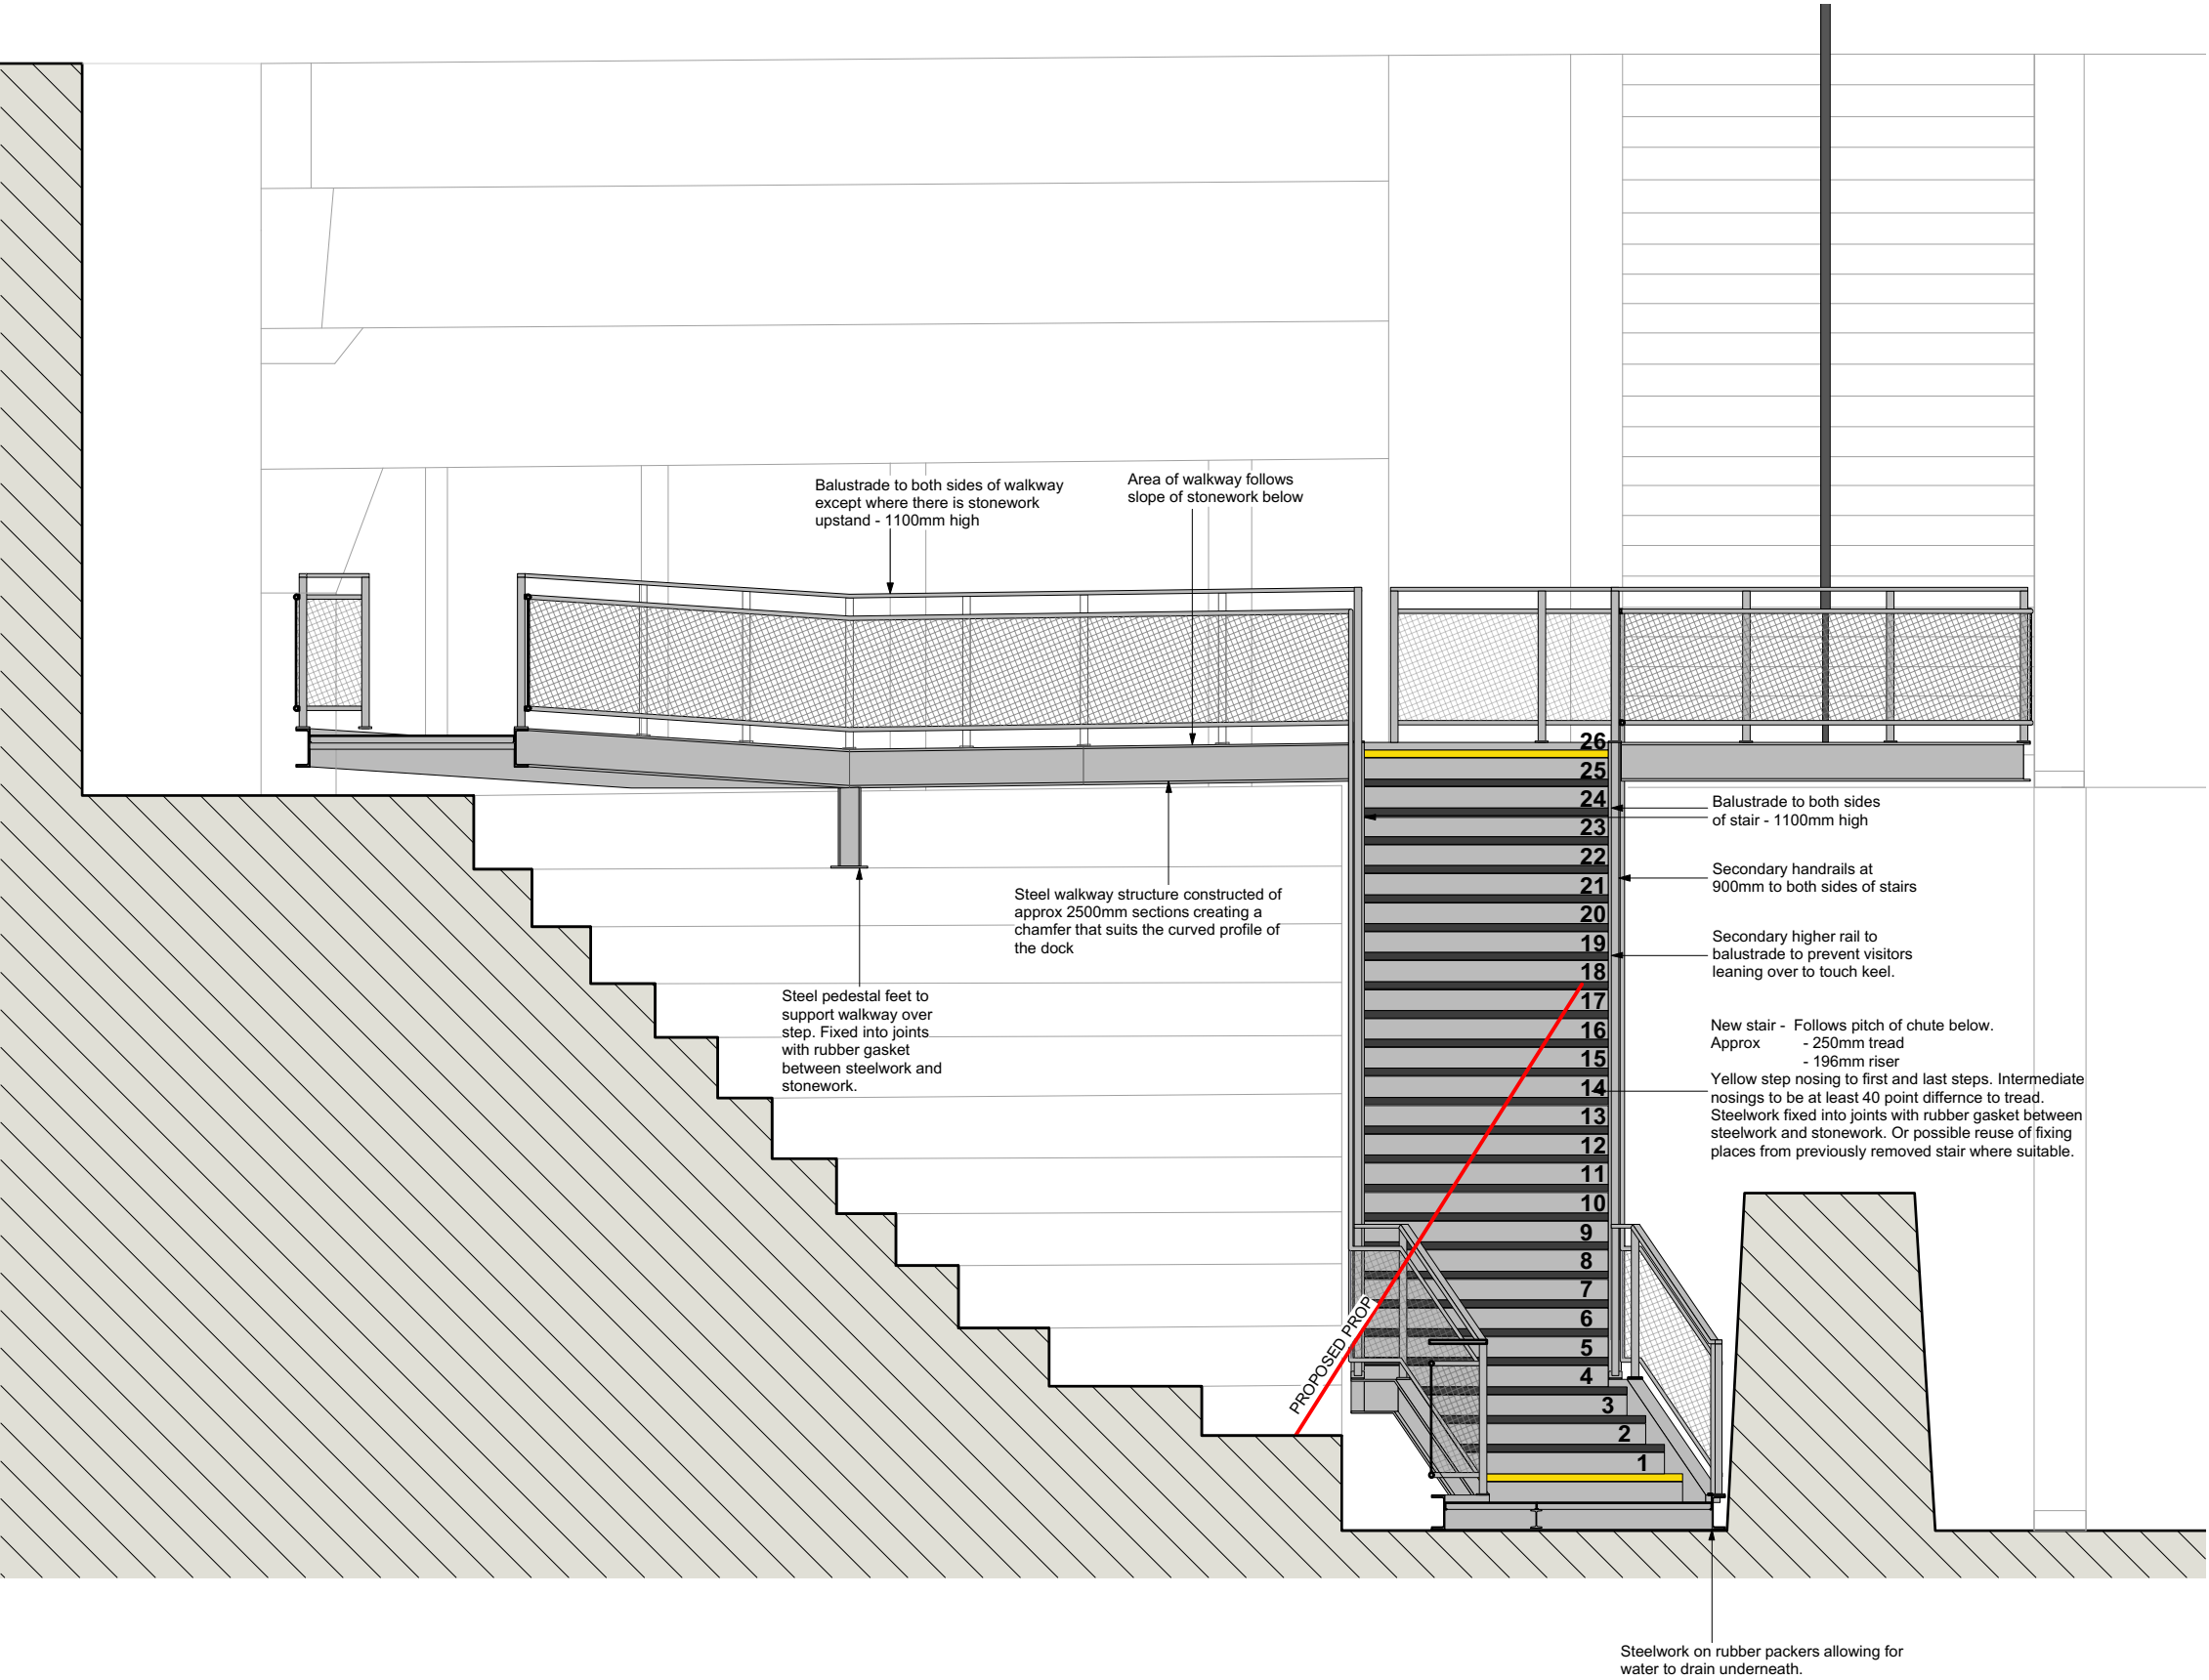 Balustrade to both sides of walkway
except where there is stonework
upstand - 1100mm high
Area of walkway follows
slope of stonework below
26
25
24
23
22
21
20
19
18
17
16
15
14
13
12
11
10
9
8
7
6
5
4
3
2
1
Balustrade to both sides
of stair - 1100mm high
Secondary handrails at
900mm to both sides of stairs
Secondary higher rail to
balustrade to prevent visitors
leaning over to touch keel.
Steel walkway structure constructed of
approx 2500mm sections creating a
chamfer that suits the curved profile of
the dock
Steel pedestal feet to
support walkway over
step. Fixed into joints
with rubber gasket
between steelwork and
stonework.
New stair - Follows pitch of chute below.
Approx - 250mm tread
- 196mm riser
Yellow step nosing to first and last steps. Intermediate
nosings to be at least 40 point differnce to tread.
Steelwork fixed into joints with rubber gasket between
steelwork and stonework. Or possible reuse of fixing
places from previously removed stair where suitable.
PROPOSED PROP
Steelwork on rubber packers allowing for
water to drain underneath.